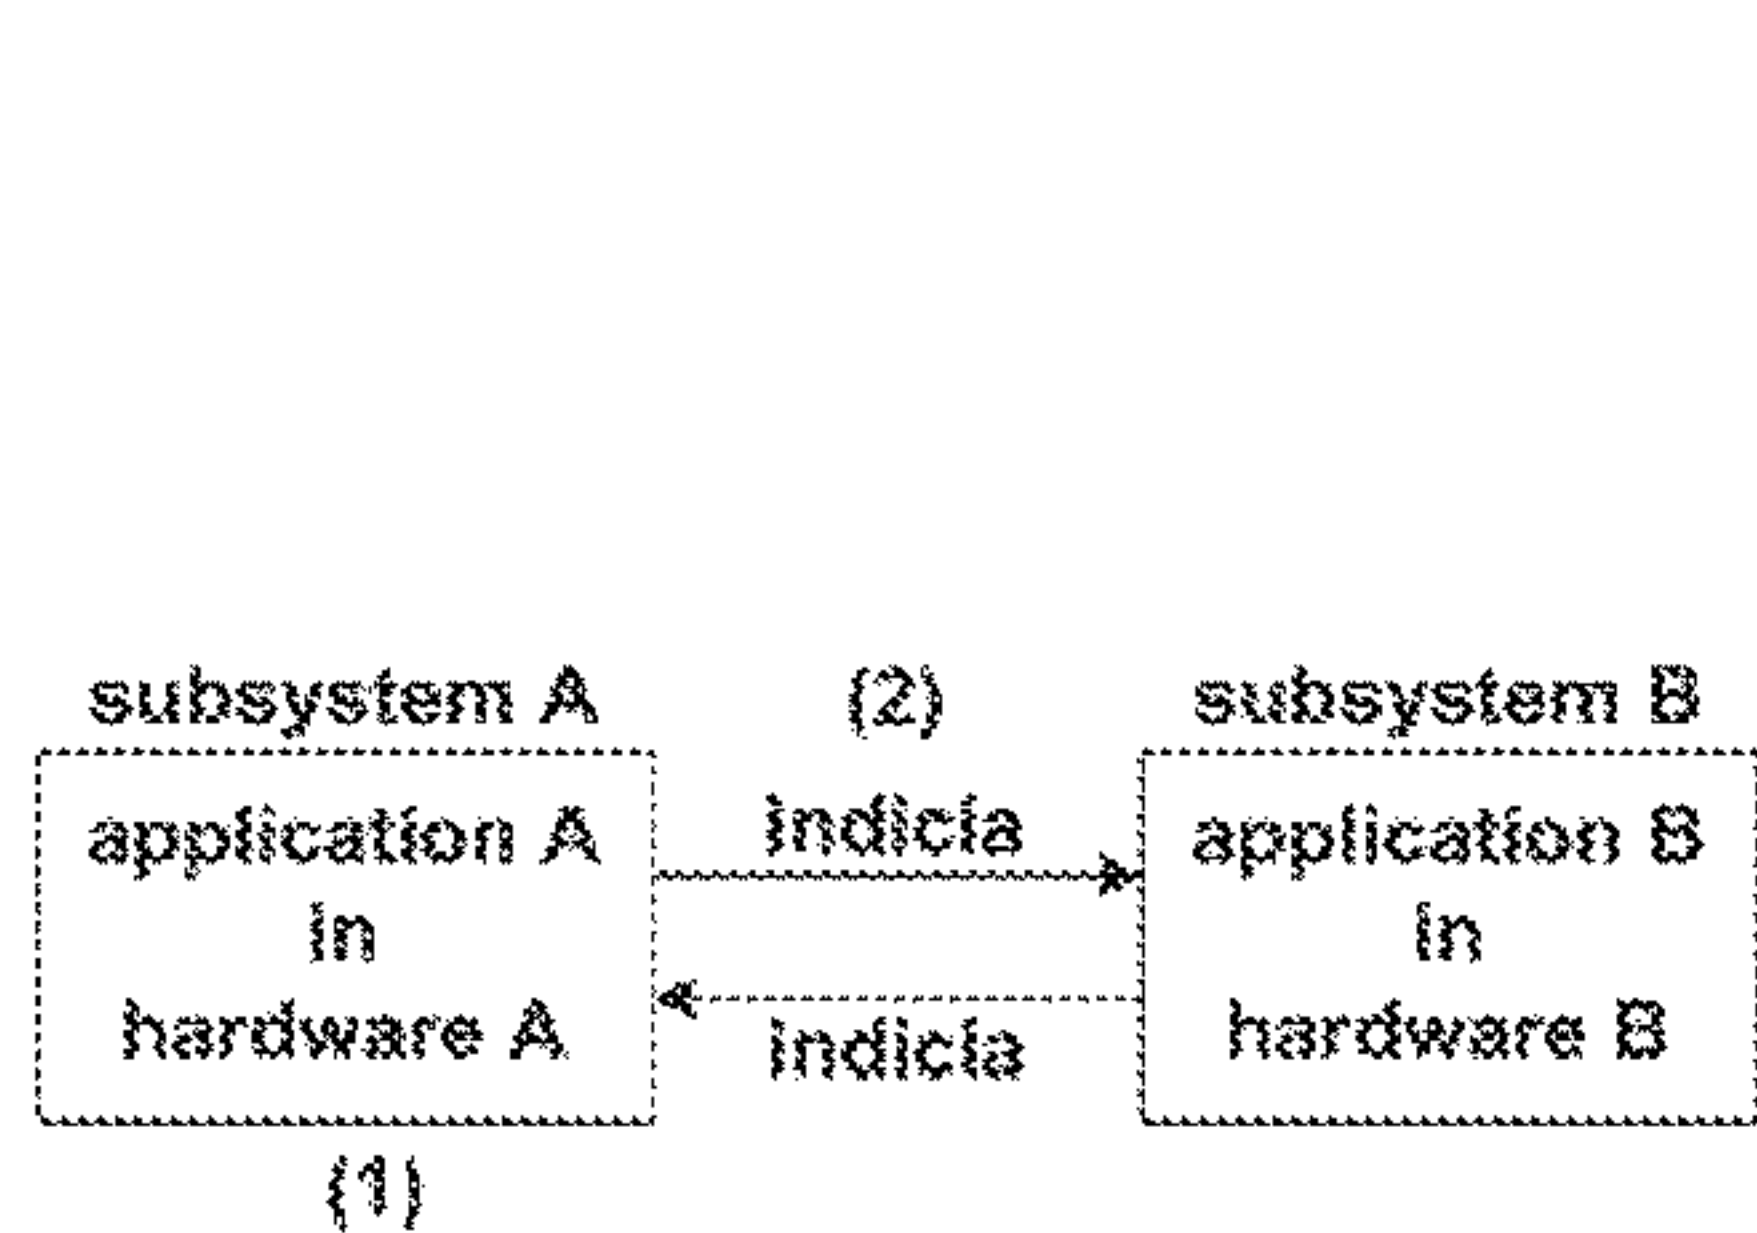 subsystem A
(2)
subsystem B
application A
in
hardware A
indicia
indicia
application B
in
hardware B
(1)